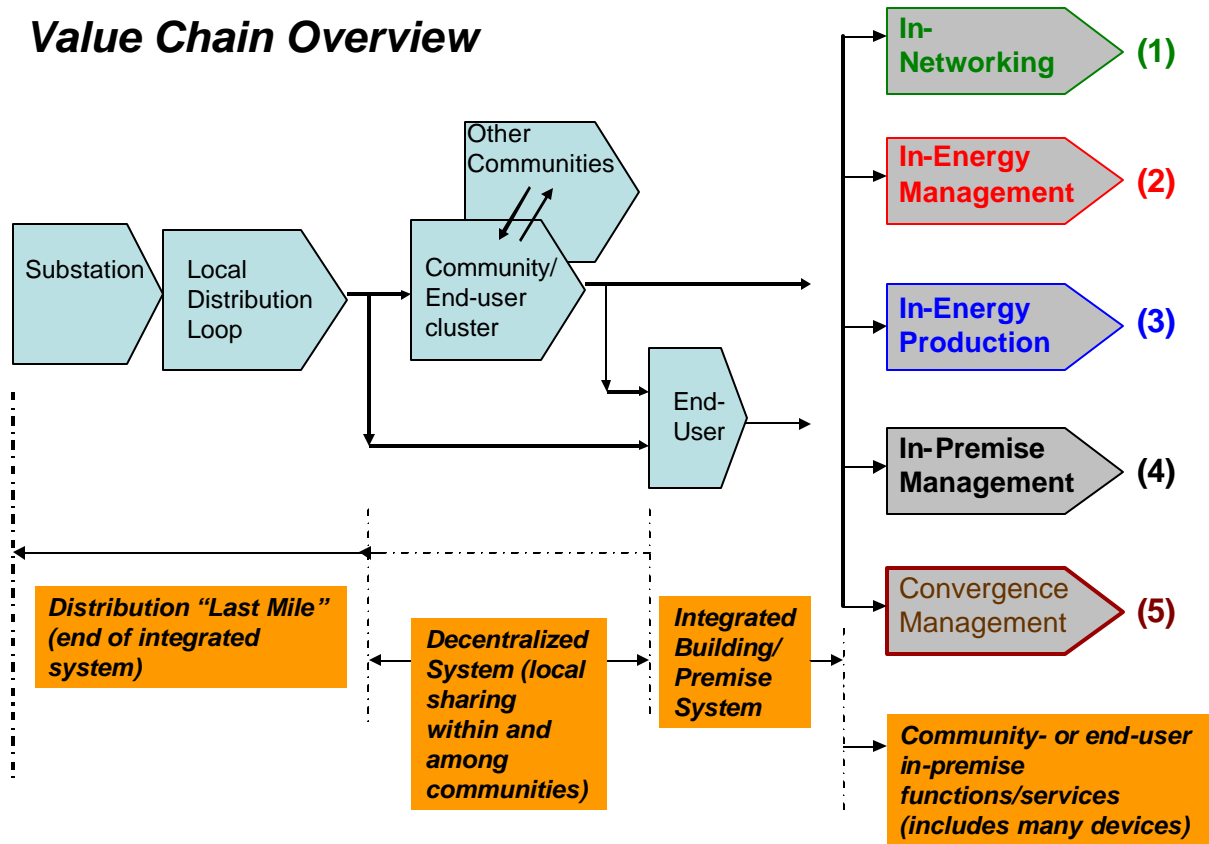 Value Chain Overview
Substation
Local
Distribution
Loop
Other
Communities
Community/
End-user
cluster
End-
User
In-
Networking
(1)
In-Energy
Management
(2)
In-Energy
Production
(3)
In-Premise
Management
(4)
Convergence
Management
(5)
Distribution “Last Mile”
(end of integrated
system)
Decentralized
System (local
sharing
within and
among
communities)
Integrated
Building/
Premise
System
Community- or end-user
in-premise
functions/services
(includes many devices)